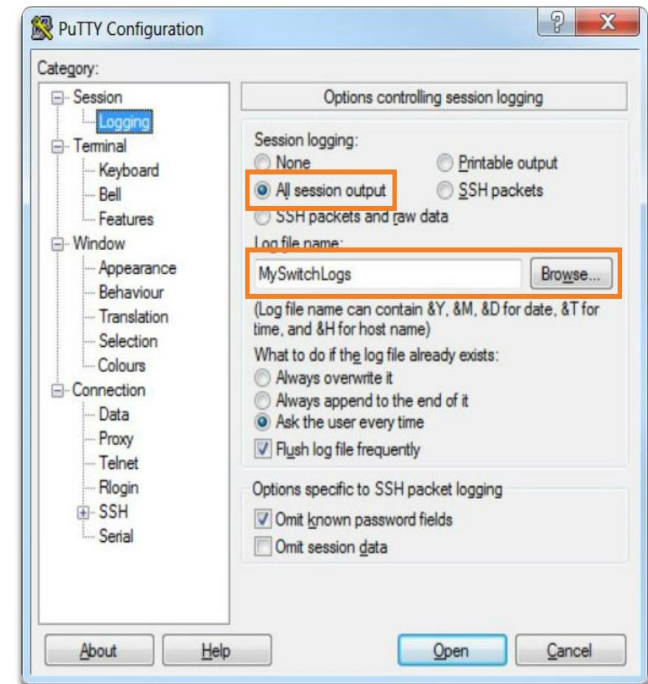 PuTTY Configuration
Category:
Session
Logging
Terminal
Keyboard
Bell
Features
Window
Appearance
Behaviour
Translation
Selection
Colours
Connection
Data
Proxy
Telnet
Rlogin
SSH
Serial
Options controlling session logging
Session logging:
None
Printable output
All session output
SSH packets
SSH packets and raw data
Log file name:
MySwitchLogs
Browse...
(Log file name can contain &Y, &M, &D for date, &T for
time, and &H for host name)
What to do if the log file already exists:
Always overwrite it
Always append to the end of it
Ask the user every time
Flush log file frequently
Options specific to SSH packet logging
Omit known password fields
Omit session data
About
Help
Open
Cancel